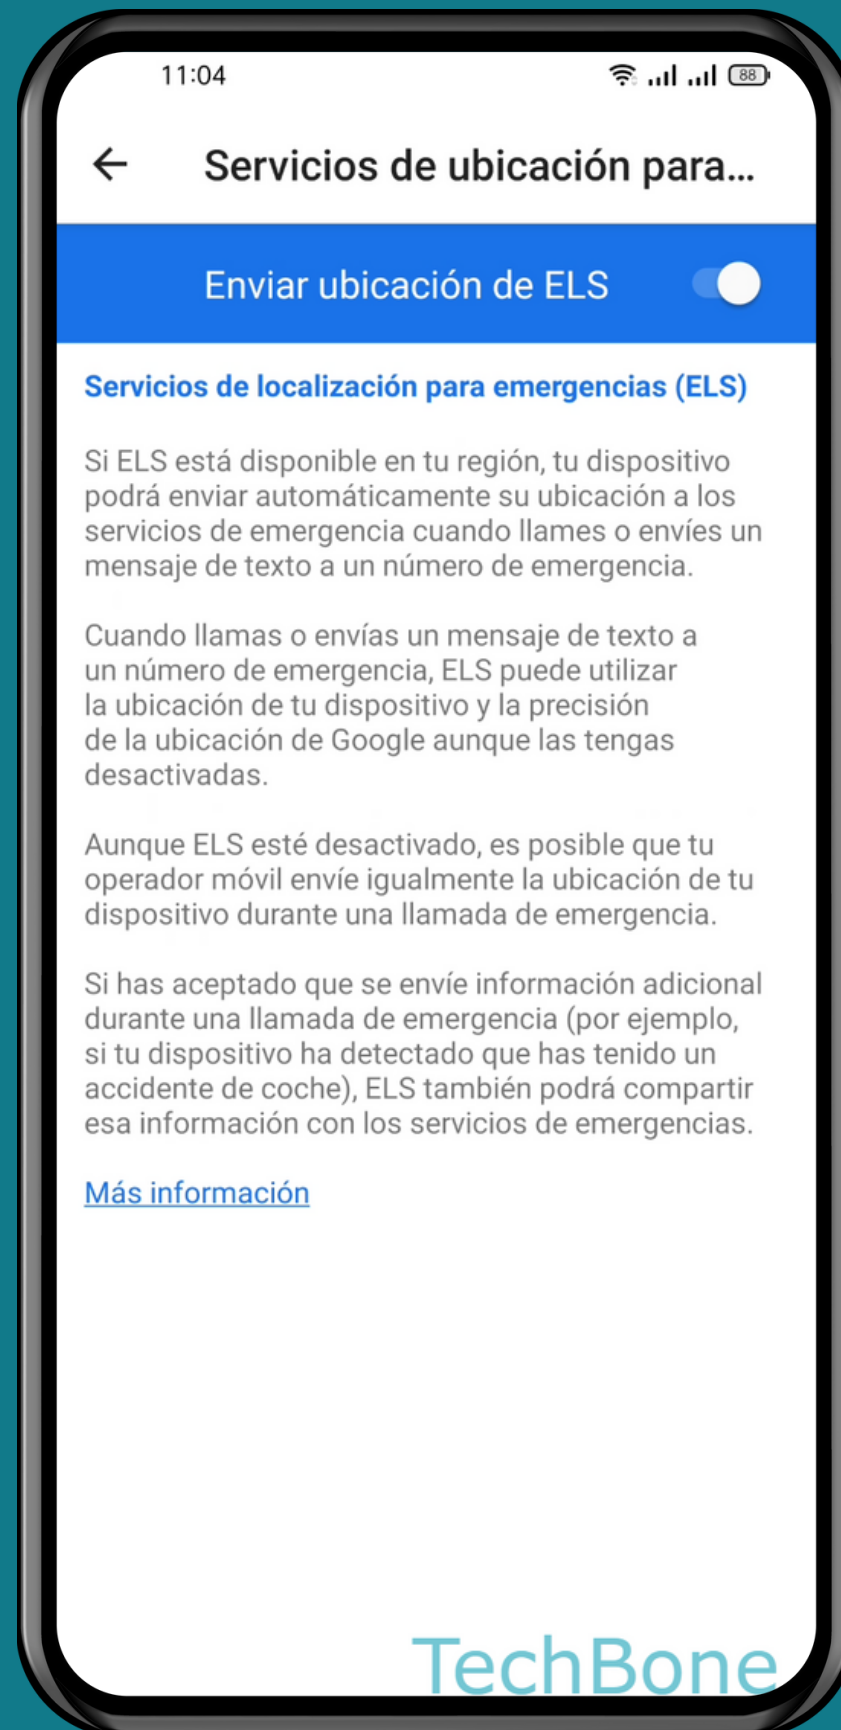 11:04
88
Servicios de ubicación para...
Enviar ubicación de ELS
Servicios de localización para emergencias (ELS)
Si ELS está disponible en tu región, tu dispositivo
podrá enviar automáticamente su ubicación a los
servicios de emergencia cuando llames o envíes un
mensaje de texto a un número de emergencia.
Cuando llamas o envías un mensaje de texto a
un número de emergencia, ELS puede utilizar
la ubicación de tu dispositivo y la precisión
de la ubicación de Google aunque las tengas
desactivadas.
Aunque ELS esté desactivado, es posible que tu
operador móvil envíe igualmente la ubicación de tu
dispositivo durante una llamada de emergencia.
Si has aceptado que se envíe información adicional
durante una llamada de emergencia (por ejemplo,
si tu dispositivo ha detectado que has tenido un
accidente de coche), ELS también podrá compartir
esa información con los servicios de emergencias.
Más información
TechBone